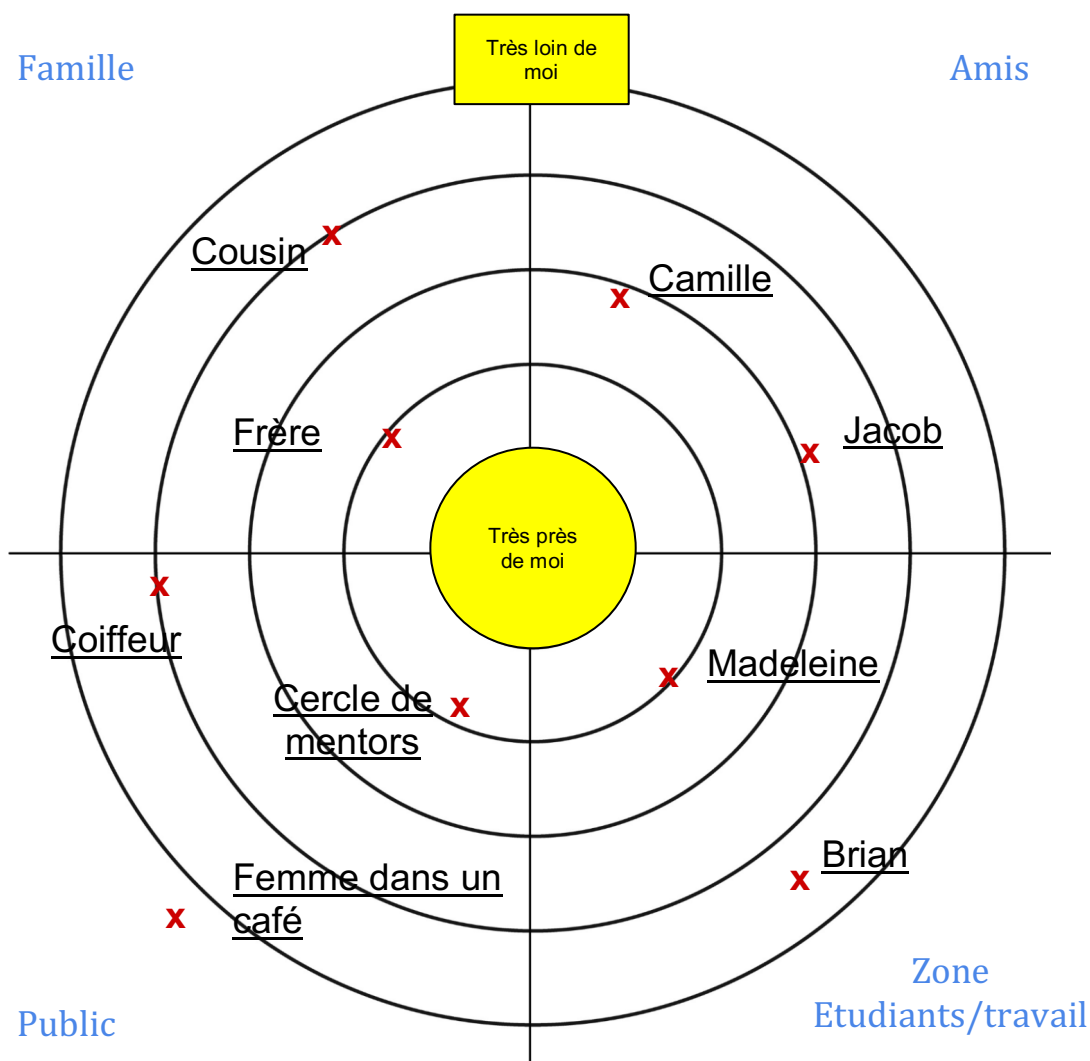 Très loin de
moi
Famille
Amis
Cousin
x
Camille
x
Frère
x
Jacob
x
Très près
de moi
x
Coiffeur
Madeleine
x
Cercle de
mentors
x
Brian
x
Femme dans un
café
x
Zone
Etudiants/travail
Public